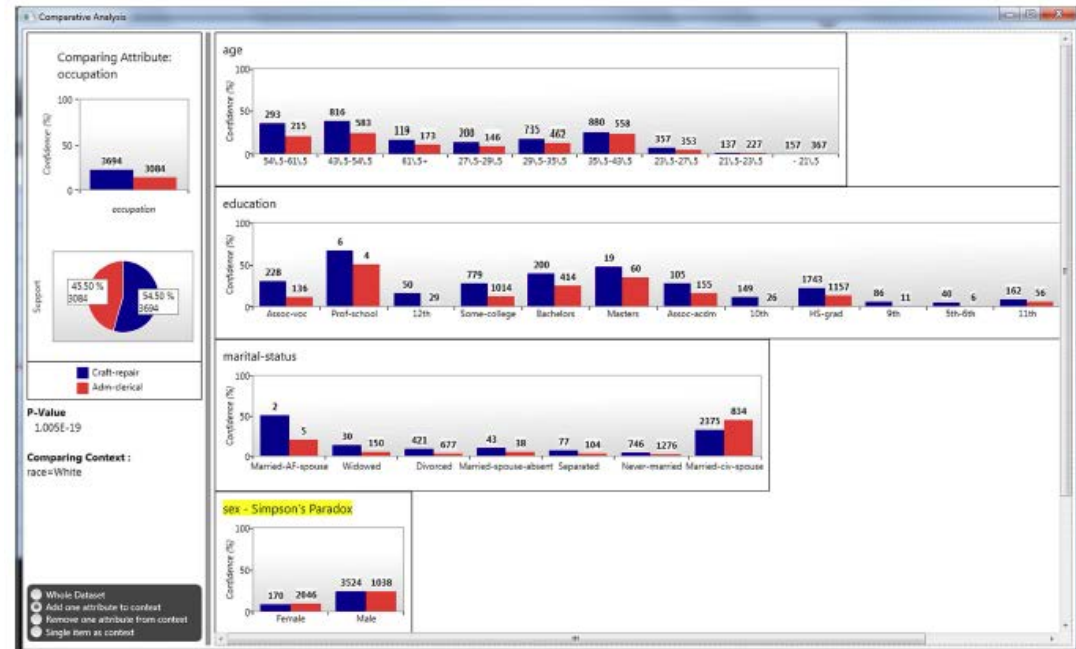 Comparative Analysis
Comparing Attribute:
occupation
100
50
0
Confidence (%)
3694 3084
occupation
Support
45.50 %
3084
54.50 %
3694
Craft-repair
Adm-clerical
P-Value
1.005E-19
Comparing Context :
race=White
Whole Dataset
Add one attribute to context
Remove one attribute from context
Single item as context
age
100
50
0
Confidence (%)
293 215 816 583 119 173 200 146 735 462 880 558 357 353 137 227 157 367
54\.5-61\.5 43\.5-54\.5 61\.5+ 27\.5-29\.5 29\.5-35\.5 35\.5-43\.5 23\.5-27\.5 21\.5-23\.5 - 21\.5
education
100
50
0
Confidence (%)
228 136 6 4 50 29 779 1014 200 414 19 60 105 155 149 26 1743 1157 86 11 40 6 162 56
Assoc-voc Prof-school 12th Some-college Bachelors Masters Assoc-acdm 10th HS-grad 9th 5th-6th 11th
marital-status
100
50
0
Confidence (%)
2 5 30 150 421 677 43 38 77 104 746 1276 2375 834
Married-AF-spouse Widowed Divorced Married-spouse-absent Separated Never-married Married-civ-spouse
sex - Simpson's Paradox
100
50
0
Confidence (%)
170 2046 3524 1038
Female Male